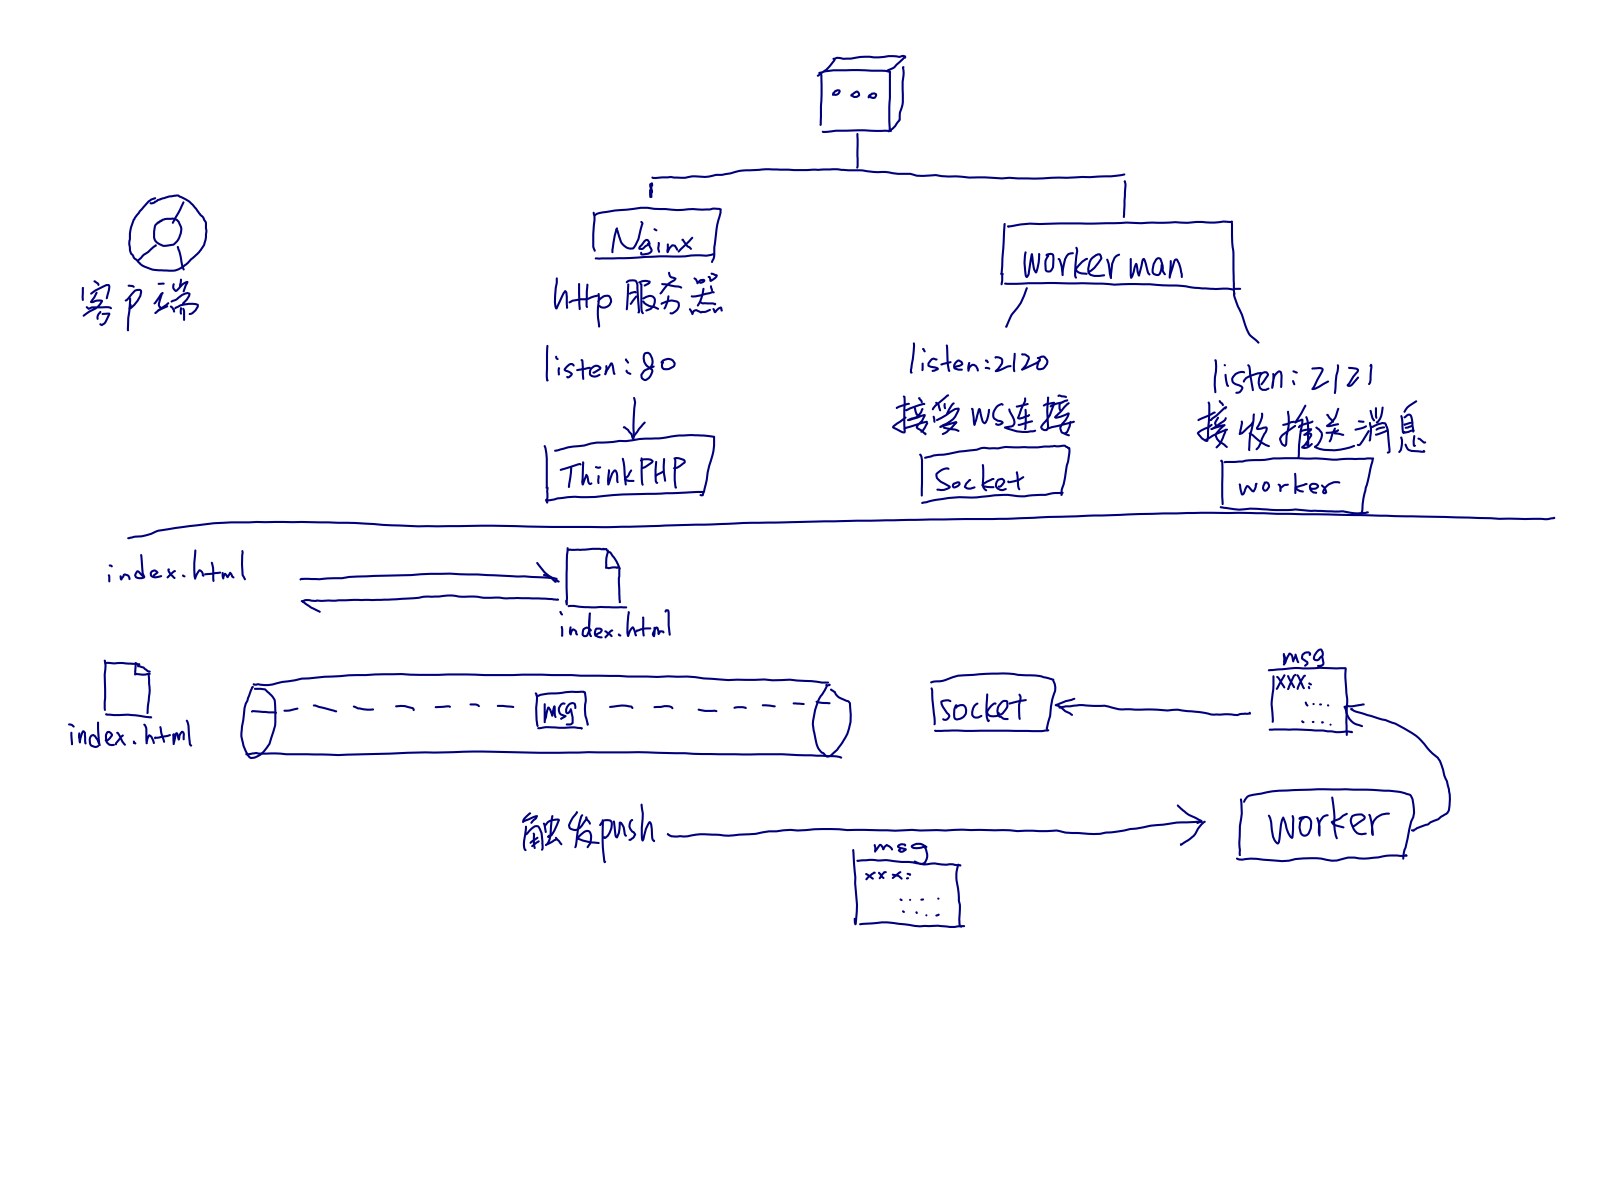 Nginx
workerman
客户端
http 服务器
listen:80
listen:2120
listen:2121
接受ws连接
接收推送消息
ThinkPHP
Socket
worker
index.html
index.html
msg
xxx:
index.html
msg
socket
触发push
worker
msg
xxx: